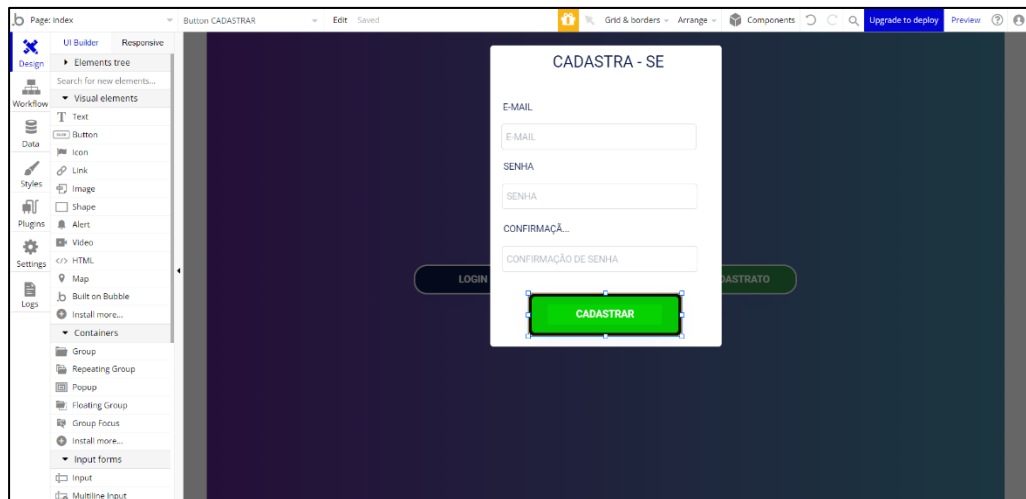 Page: index
Button CADASTRAR
Edit Saved
Grid & borders
Arrange
Components
Upgrade to deploy
Preview
UI Builder
Responsive
Design
Elements tree
Search for new elements...
Workflow
Visual elements
Text
Button
Data
Icon
Link
Styles
Image
Shape
Plugins
Alert
Video
Settings
</> HTML
Map
Logs
Built on Bubble
Install more...
Containers
Group
Repeating Group
Popup
Floating Group
Group Focus
Install more...
Input forms
Input
Multiline Input
CADASTRA - SE
E-MAIL
E-MAIL
SENHA
SENHA
CONFIRMAÇÃ...
CONFIRMAÇÃO DE SENHA
LOGIN
DASTRATO
CADASTRAR